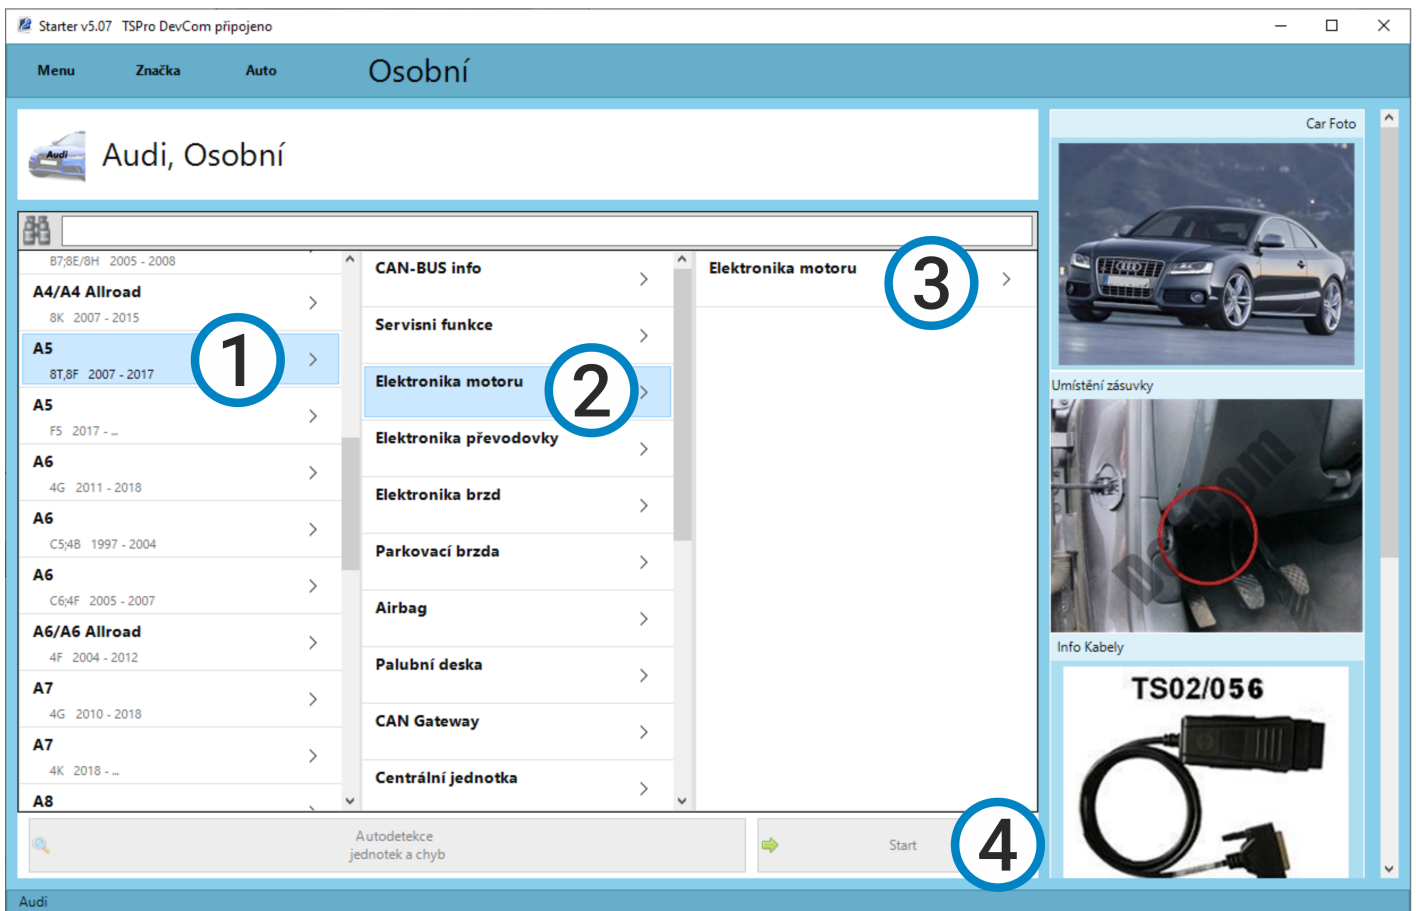 Starter v5.07 TSPro DevCom připojeno
Menu Značka Auto Osobní
Audi Audi, Osobní
B7;8E/8H 2005 - 2008
A4/A4 Allroad
8K 2007 - 2015
A5
8T,8F 2007 - 2017
1
A5
F5 2017 - ...
A6
4G 2011 - 2018
A6
C5;4B 1997 - 2004
A6
C6;4F 2005 - 2007
A6/A6 Allroad
4F 2004 - 2012
A7
4G 2010 - 2018
A7
4K 2018 - ...
A8
CAN-BUS info
Servisni funkce
Elektronika motoru
2
Elektronika převodovky
Elektronika brzd
Parkovací brzda
Airbag
Palubní deska
CAN Gateway
Centrální jednotka
Elektronika motoru
3
Autodetekce
jednotek a chyb
Start
4
Car Foto
Umístění zásuvky
Info Kabely
TS02/056
Audi